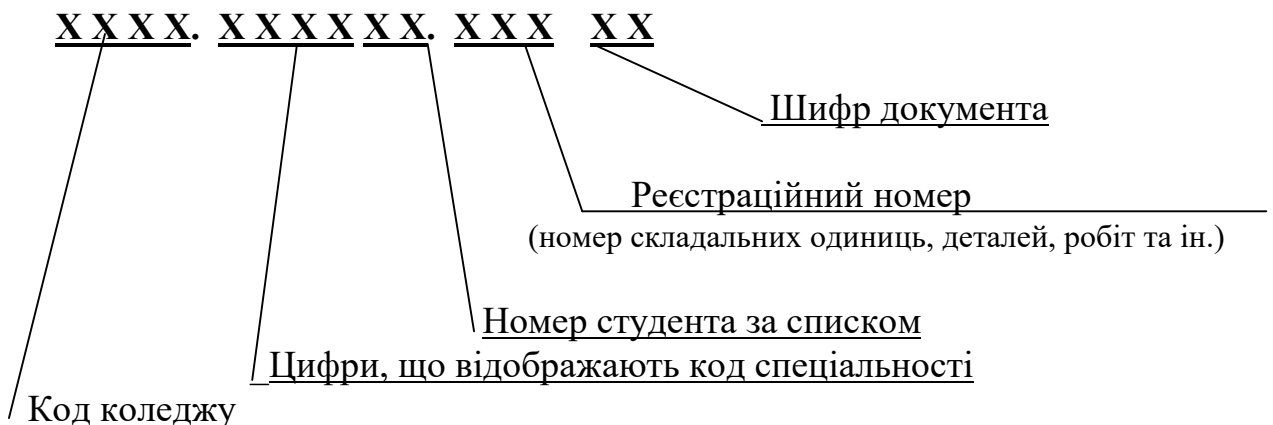 X X X X. X X X X X X. X X X X X
Шифр документа
Реєстраційний номер
(номер складальних одиниць, деталей, робіт та ін.)
Номер студента за списком
Цифри, що відображають код спеціальності
Код коледжу